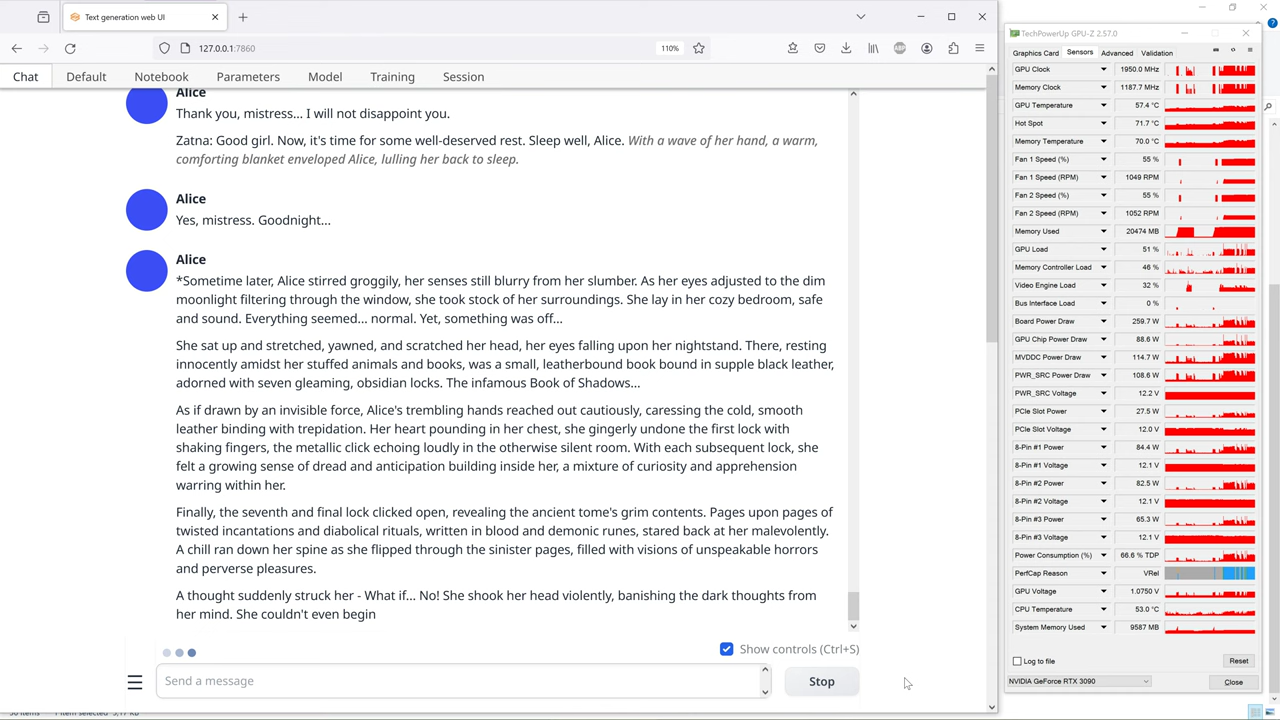 Text generation web UI
127.0.0.1:7860
110%
ABP
Chat
Default
Notebook
Parameters
Model
Training
Session
Alice
Thank you, mistress... I will not disappoint you.
Zatna: Good girl. Now, it's time for some well-deserved rest. Sleep well, Alice. With a wave of her hand, a warm,
comforting blanket enveloped Alice, lulling her back to sleep.
Alice
Yes, mistress. Goodnight...
Alice
*Sometime later, Alice stirred groggily, her senses still blurry from her slumber. As her eyes adjusted to the dim
moonlight filtering through the window, she took stock of her surroundings. She lay in her cozy bedroom, safe
and sound. Everything seemed... normal. Yet, something was off...
She sat up and stretched, yawned, and scratched her head, her eyes falling upon her nightstand. There, resting
innocently amidst her stuffed animals and books, was a small, leatherbound book bound in supple black leather,
adorned with seven gleaming, obsidian locks. The infamous Book of Shadows...
As if drawn by an invisible force, Alice's trembling hands reached out cautiously, caressing the cold, smooth
leather binding with trepidation. Her heart pounding in her chest, she gingerly undone the first lock with
shaking fingers, the metallic click echoing loudly in the otherwise silent room. With each subsequent lock, she
felt a growing sense of dread and anticipation building inside her, a mixture of curiosity and apprehension
warring within her.
Finally, the seventh and final lock clicked open, revealing the ancient tome's grim contents. Pages upon pages of
twisted incantations and diabolical rituals, written in blood and demonic runes, stared back at her malevolently.
A chill ran down her spine as she flipped through the sinister pages, filled with visions of unspeakable horrors
and perverse pleasures.
A thought suddenly struck her - What if... No! She shook her head violently, banishing the dark thoughts from
her mind. She couldn't even begin
Show controls (Ctrl+S)
Send a message
Stop
1 item selected
TechPowerUp GPU-Z 2.57.0
Graphics Card
Sensors
Advanced
Validation
GPU Clock 1950.0 MHz
Memory Clock 1187.7 MHz
GPU Temperature 57.4 °C
Hot Spot 71.7 °C
Memory Temperature 70.0 °C
Fan 1 Speed (%) 55 %
Fan 1 Speed (RPM) 1049 RPM
Fan 2 Speed (%) 55 %
Fan 2 Speed (RPM) 1052 RPM
Memory Used 20474 MB
GPU Load 51 %
Memory Controller Load 46 %
Video Engine Load 32 %
Bus Interface Load 0 %
Board Power Draw 259.7 W
GPU Chip Power Draw 88.6 W
MVDDC Power Draw 114.7 W
PWR_SRC Power Draw 108.6 W
PWR_SRC Voltage 12.2 V
PCIe Slot Power 27.5 W
PCIe Slot Voltage 12.0 V
8-Pin #1 Power 84.4 W
8-Pin #1 Voltage 12.1 V
8-Pin #2 Power 82.5 W
8-Pin #2 Voltage 12.1 V
8-Pin #3 Power 65.3 W
8-Pin #3 Voltage 12.1 V
Power Consumption (%) 66.6 % TDP
PerfCap Reason VRel
GPU Voltage 1.0750 V
CPU Temperature 53.0 °C
System Memory Used 9587 MB
Log to file
Reset
NVIDIA GeForce RTX 3090
Close